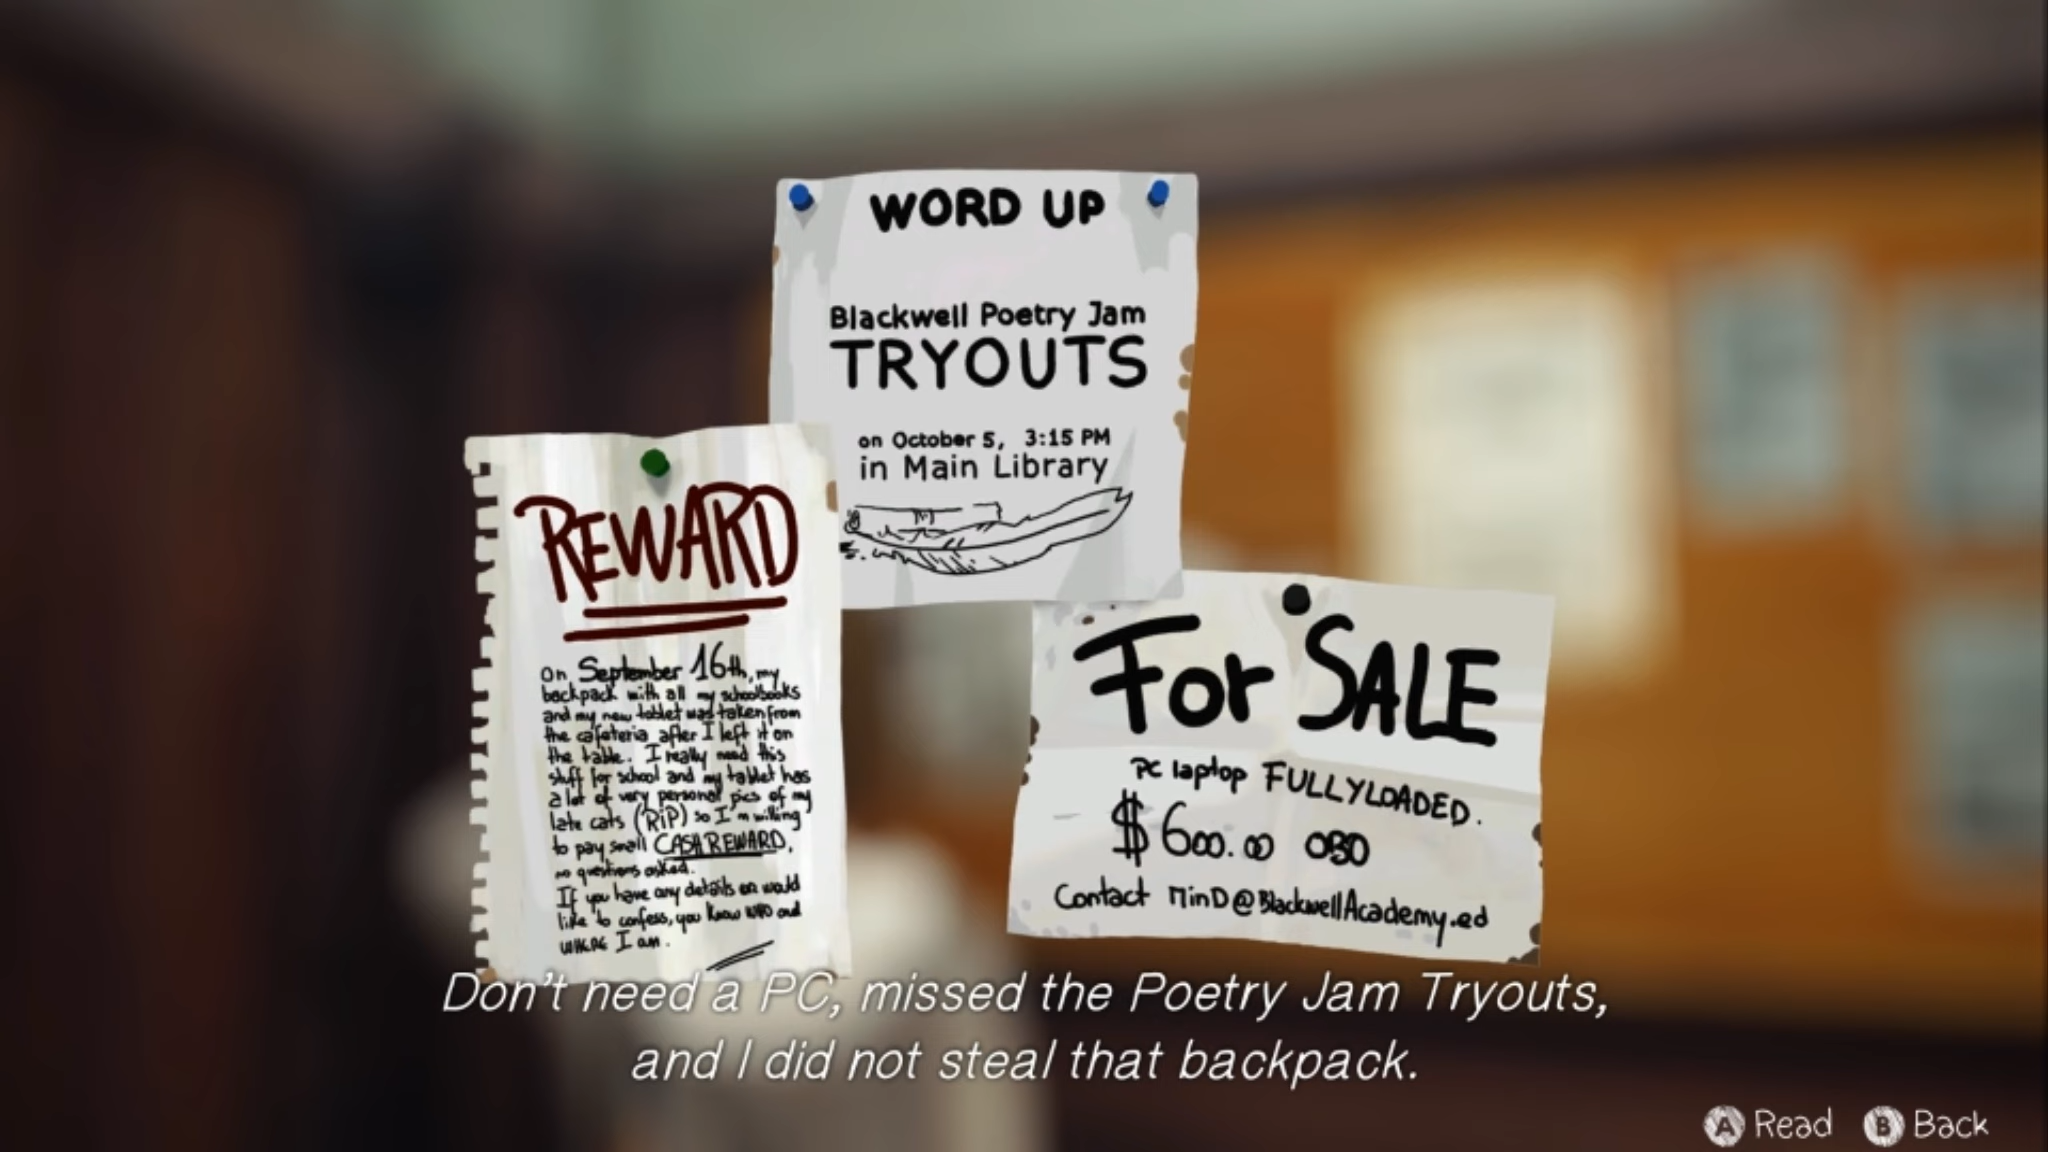 WORD UP
Blackwell Poetry Jam
TRYOUTS
on October 5, 3:15 PM
in Main Library
REWARD
On September 16th, my
backpack with all my schoolbooks
and my new tablet was taken from
the cafeteria after I left it on
the table. I really need this
stuff for school and my tablet has
a lot of very personal pics of my
late cats (RIP) so I'm willing
to pay small CASH REWARD,
no questions asked.
If you have any details or would
like to confess, you know WHO and
WHERE I am.
For SALE
PC laptop FULLYLOADED.
$600.00 OBO
Contact MinD@BlackwellAcademy.ed
Don't need a PC, missed the Poetry Jam Tryouts,
and I did not steal that backpack.
A Read B Back